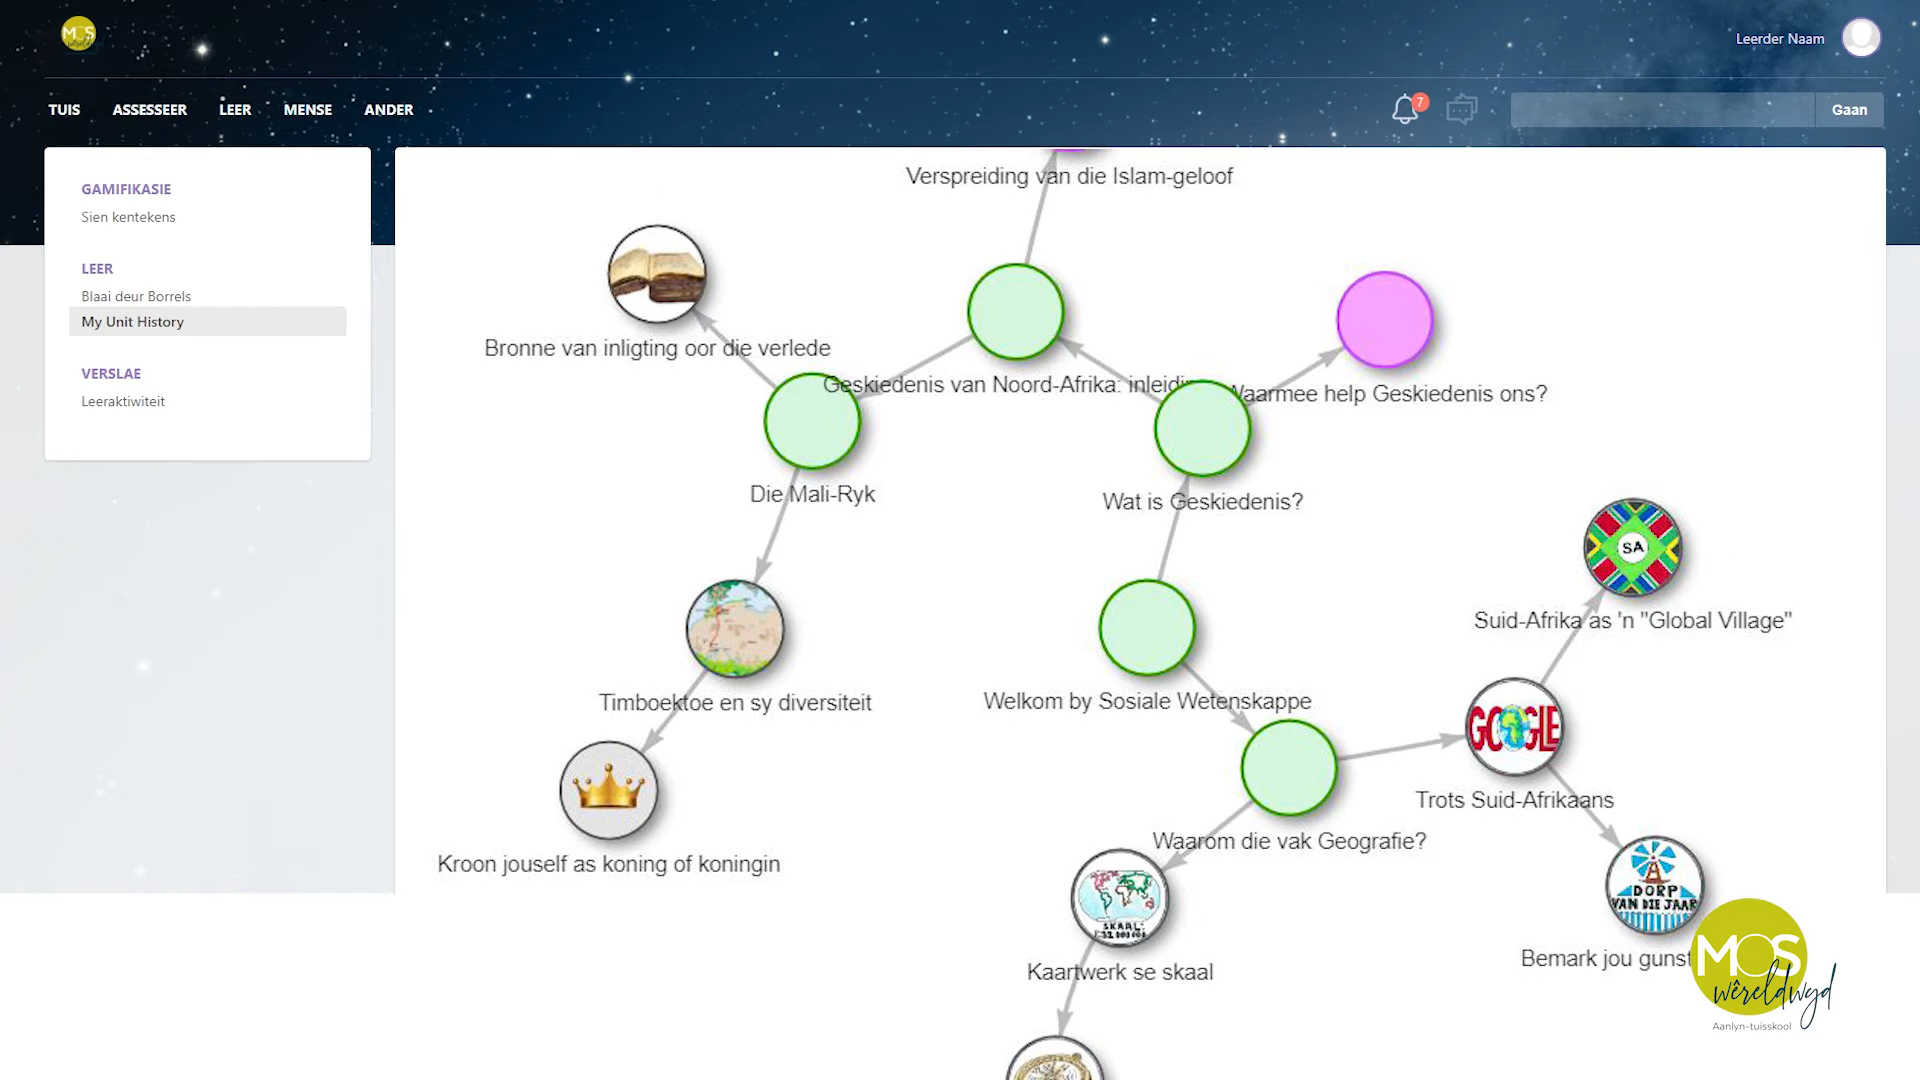 MOS
wêreldwyd
Leerder Naam
TUIS
ASSESSEER
LEER
MENSE
ANDER
7
Gaan
GAMIFIKASIE
Sien kentekens
LEER
Blaai deur Borrels
My Unit History
VERSLAE
Leeraktiwiteit
Verspreiding van die Islam-geloof
Bronne van inligting oor die verlede
Geskiedenis van Noord-Afrika: inleiding
Waarmee help Geskiedenis ons?
Die Mali-Ryk
Wat is Geskiedenis?
SA
Suid-Afrika as 'n "Global Village"
Timboektoe en sy diversiteit
Welkom by Sosiale Wetenskappe
GOOGLE
Trots Suid-Afrikaans
Waarom die vak Geografie?
Kroon jouself as koning of koningin
SKAAL:
DORP
VAN DIE JAAR
Bemark jou gunst
Kaartwerk se skaal
MOS
wêreldwyd
Aanlyn-tuisskool